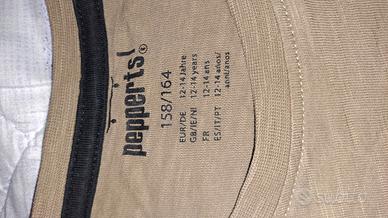 pepperts!
158/164
EUR/DE 12-14 Jahre
GB/IE/NI 12-14 years
FR 12-14 ans
ES/IT/PT 12-14 años/
anni/anos
SUBITO